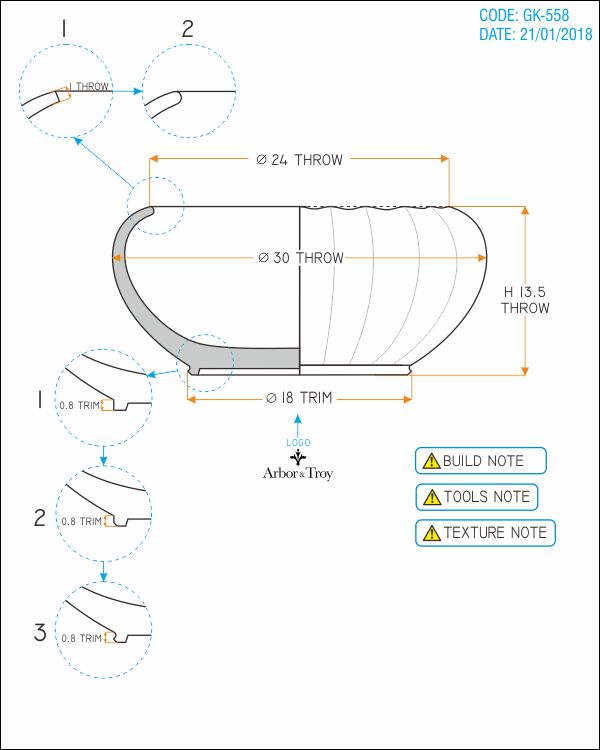 CODE: GK-558
DATE: 21/01/2018
1
2
1 THROW
Ø 24 THROW
Ø 30 THROW
H 13.5
THROW
Ø 18 TRIM
1
0.8 TRIM
LOGO
Arbor & Troy
BUILD NOTE
TOOLS NOTE
TEXTURE NOTE
2
0.8 TRIM
3
0.8 TRIM